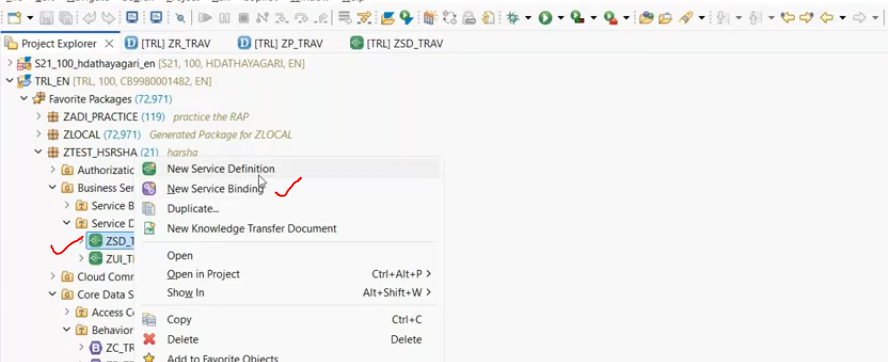 Project Explorer
[TRL] ZR_TRAV
[TRL] ZP_TRAV
[TRL] ZSD_TRAV
S21_100_hdathayagari_en [S21, 100, HDATHAYAGARI, EN]
TRL_EN [TRL, 100, CB9980001482, EN]
Favorite Packages (72,971)
ZADI_PRACTICE (119) practice the RAP
ZLOCAL (72,971) Generated Package for ZLOCAL
ZTEST_HSRSHA (21) harsha
Authorizatic
New Service Definition
Business Ser
New Service Binding
Service B
Duplicate...
Service D
New Knowledge Transfer Document
ZSD_T
Open
ZUI_T
Open in Project Ctrl+Alt+P >
Cloud Comm
Show In Alt+Shift+W >
Core Data S
Access C
Copy Ctrl+C
Behavior
Delete Delete
ZC_TR
Add to Favorite Objects